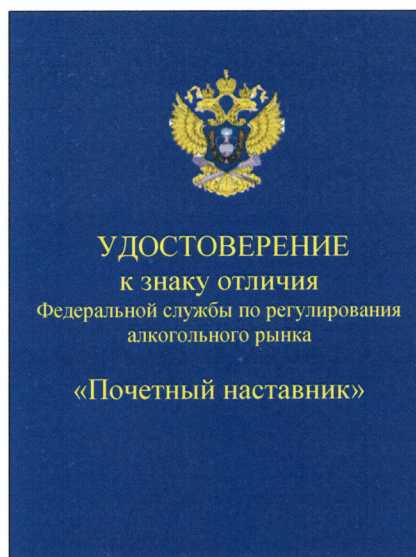 УДОСТОВЕРЕНИЕ
к знаку отличия
Федеральной службы по регулирования
алкогольного рынка
«Почетный наставник»